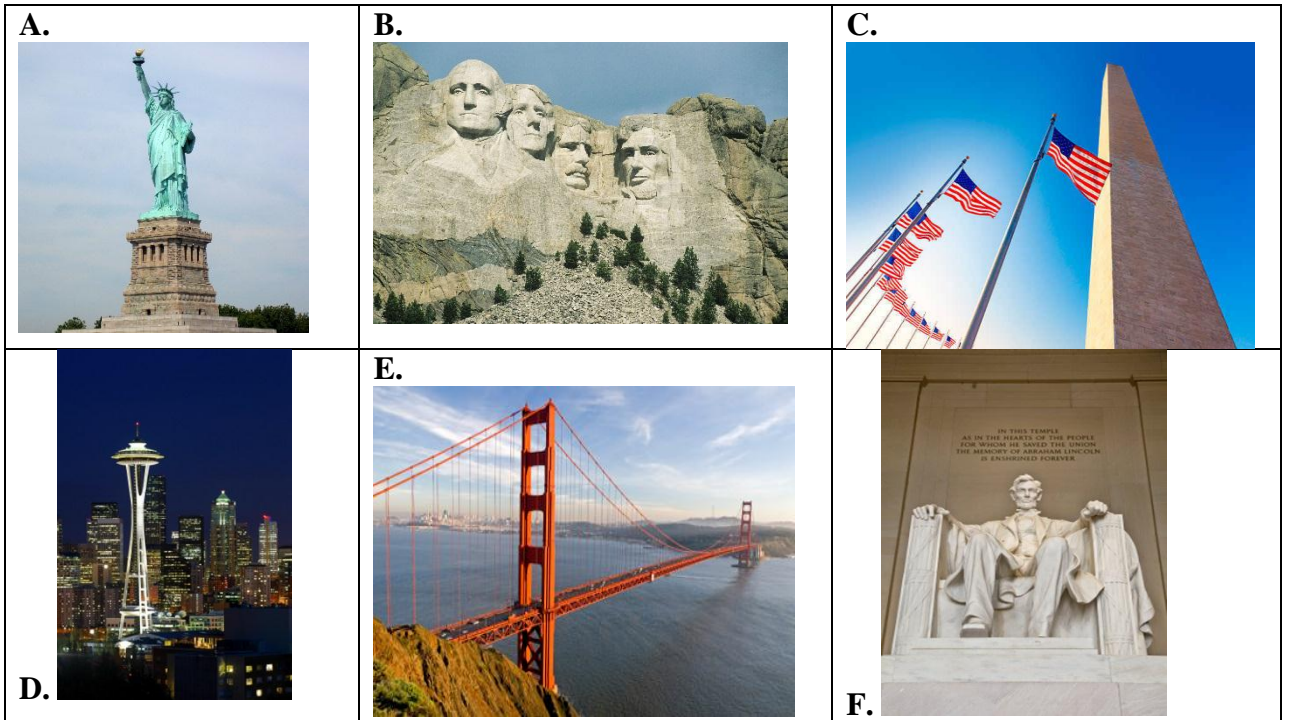 A.
B.
C.
D.
E.
F.
IN THIS TEMPLE
AS IN THE HEARTS OF THE PEOPLE
FOR WHOM HE SAVED THE UNION
THE MEMORY OF ABRAHAM LINCOLN
IS ENSHRINED FOREVER